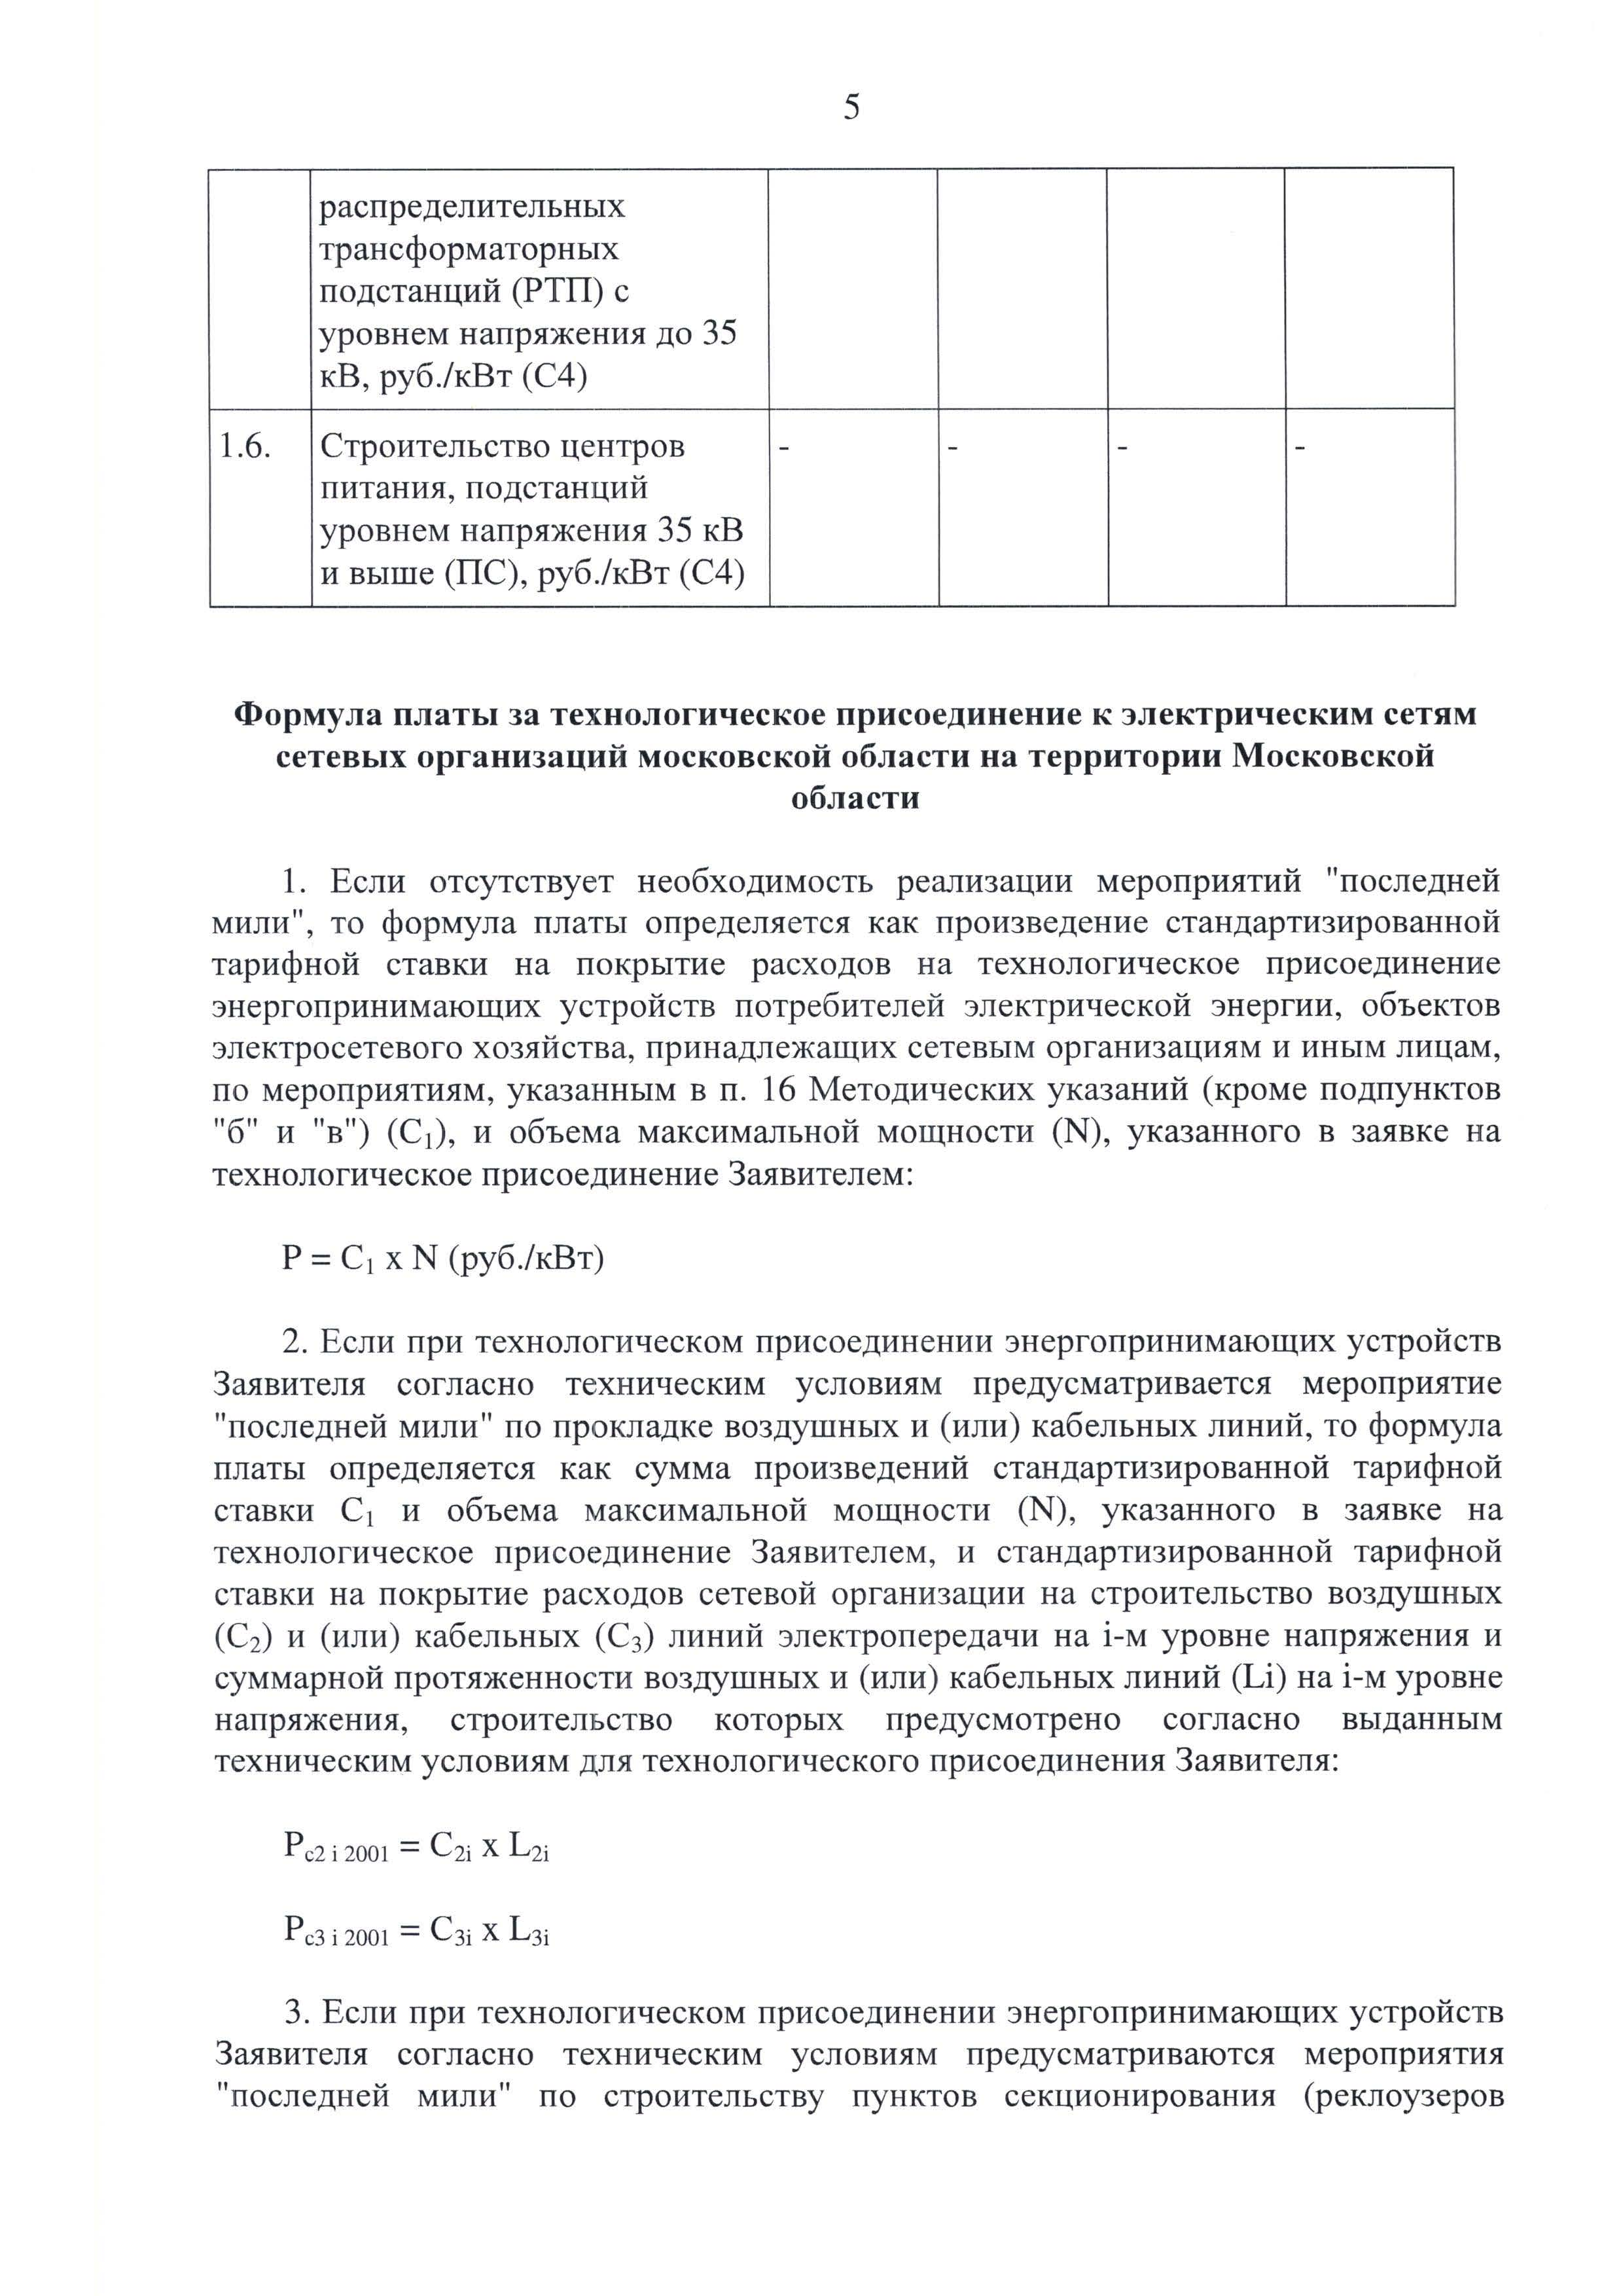 5
распределительных
трансформаторных
подстанций (РТП) с
уровнем напряжения до 35
кВ, руб./кВт (С4)
1.6. Строительство центров - - - -
питания, подстанций
уровнем напряжения 35 кВ
и выше (ПС), руб./кВт (С4)
Формула платы за технологическое присоединение к электрическим сетям
сетевых организаций московской области на территории Московской
области
1. Если отсутствует необходимость реализации мероприятий "последней
мили", то формула платы определяется как произведение стандартизированной
тарифной ставки на покрытие расходов на технологическое присоединение
энергопринимающих устройств потребителей электрической энергии, объектов
электросетевого хозяйства, принадлежащих сетевым организациям и иным лицам,
по мероприятиям, указанным в п. 16 Методических указаний (кроме подпунктов
"б" и "в") (С₁), и объема максимальной мощности (N), указанного в заявке на
технологическое присоединение Заявителем:
Р = С₁ х N (руб./кВт)
2. Если при технологическом присоединении энергопринимающих устройств
Заявителя согласно техническим условиям предусматривается мероприятие
"последней мили" по прокладке воздушных и (или) кабельных линий, то формула
платы определяется как сумма произведений стандартизированной тарифной
ставки С₁ и объема максимальной мощности (N), указанного в заявке на
технологическое присоединение Заявителем, и стандартизированной тарифной
ставки на покрытие расходов сетевой организации на строительство воздушных
(С₂) и (или) кабельных (С₃) линий электропередачи на i-м уровне напряжения и
суммарной протяженности воздушных и (или) кабельных линий (Li) на i-м уровне
напряжения, строительство которых предусмотрено согласно выданным
техническим условиям для технологического присоединения Заявителя:
Рс2 i 2001 = С2i х L2i
Рс3 i 2001 = С3i х L3i
3. Если при технологическом присоединении энергопринимающих устройств
Заявителя согласно техническим условиям предусматриваются мероприятия
"последней мили" по строительству пунктов секционирования (реклоузеров